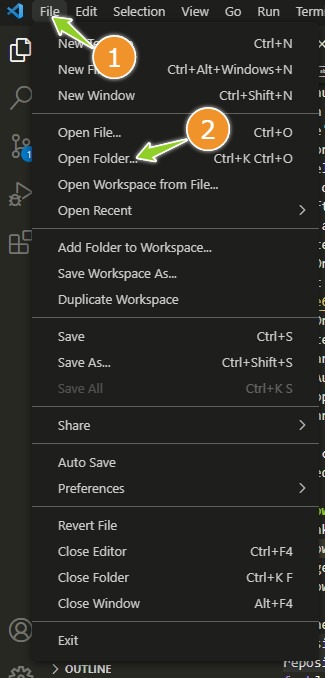 File Edit Selection View Go Run
1
New Ctrl+N
New Ctrl+Alt+Windows+N
New Window Ctrl+Shift+N
2
Open File... Ctrl+O
Open Folder... Ctrl+K Ctrl+O
Open Workspace from File...
Open Recent
Add Folder to Workspace...
Save Workspace As...
Duplicate Workspace
Save Ctrl+S
Save As... Ctrl+Shift+S
Save All Ctrl+K S
Share
Auto Save
Preferences
Revert File
Close Editor Ctrl+F4
Close Folder Ctrl+K F
Close Window Alt+F4
Exit
OUTLINE
1